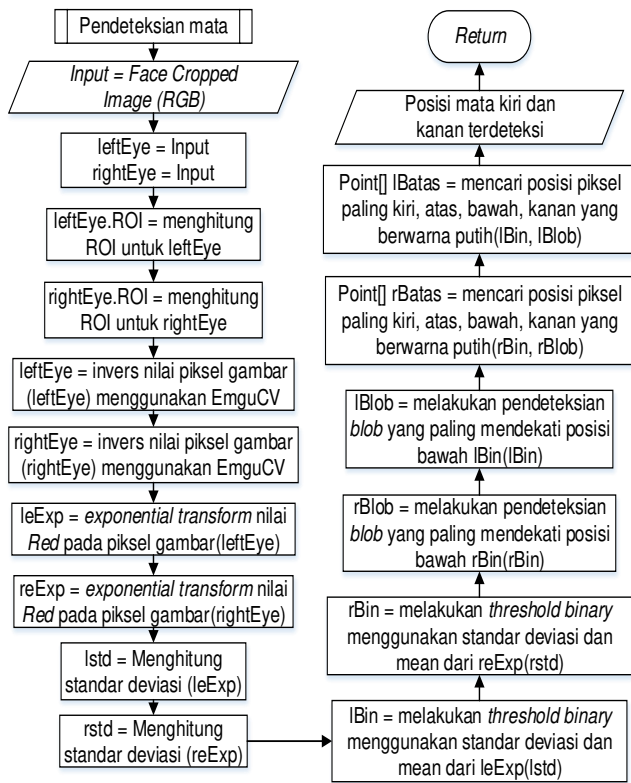 Pendeteksian mata
Input = Face Cropped
Image (RGB)
leftEye = Input
rightEye = Input
leftEye.ROI = menghitung
ROI untuk leftEye
rightEye.ROI = menghitung
ROI untuk rightEye
leftEye = invers nilai piksel gambar
(leftEye) menggunakan EmguCV
rightEye = invers nilai piksel gambar
(rightEye) menggunakan EmguCV
leExp = exponential transform nilai
Red pada piksel gambar(leftEye)
reExp = exponential transform nilai
Red pada piksel gambar(rightEye)
lstd = Menghitung
standar deviasi (leExp)
rstd = Menghitung
standar deviasi (reExp)
lBin = melakukan threshold binary
menggunakan standar deviasi dan
mean dari leExp(lstd)
rBin = melakukan threshold binary
menggunakan standar deviasi dan
mean dari reExp(rstd)
rBlob = melakukan pendeteksian
blob yang paling mendekati posisi
bawah rBin(rBin)
lBlob = melakukan pendeteksian
blob yang paling mendekati posisi
bawah lBin(lBin)
Point[] rBatas = mencari posisi piksel
paling kiri, atas, bawah, kanan yang
berwarna putih(rBin, rBlob)
Point[] lBatas = mencari posisi piksel
paling kiri, atas, bawah, kanan yang
berwarna putih(lBin, lBlob)
Posisi mata kiri dan
kanan terdeteksi
Return